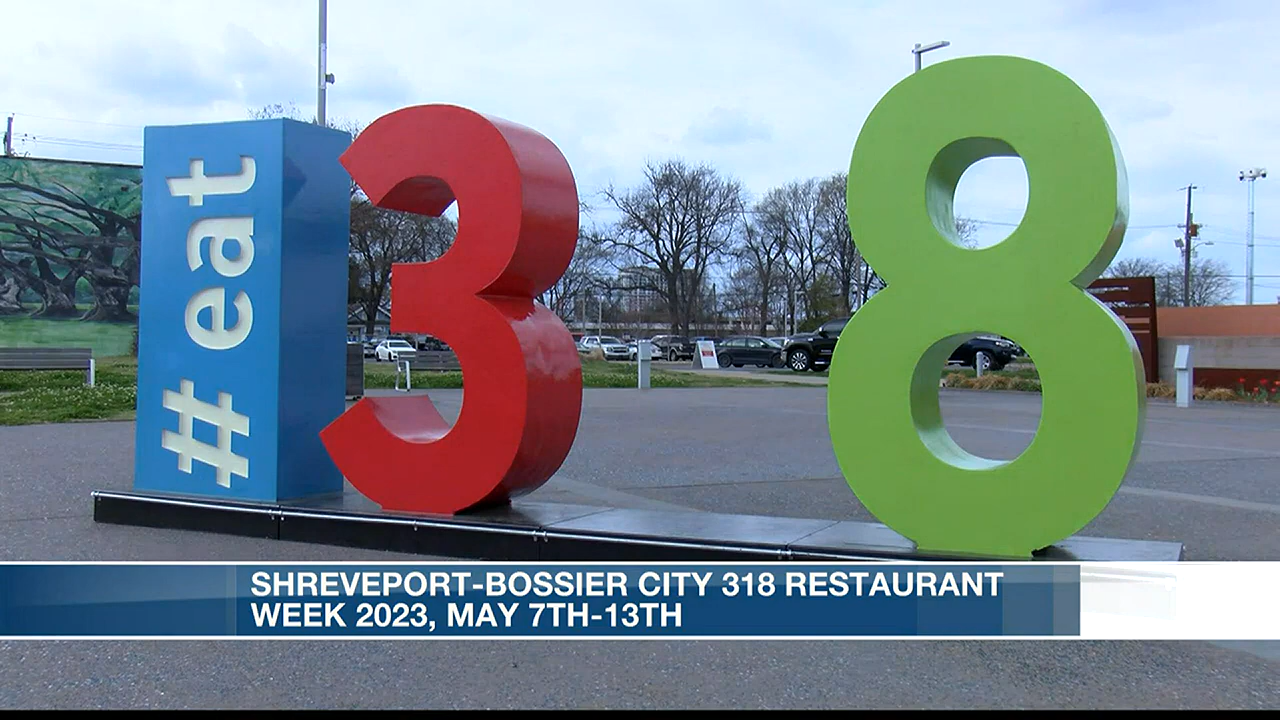 # eat
3 8
SHREVEPORT-BOSSIER CITY 318 RESTAURANT
WEEK 2023, MAY 7TH-13TH